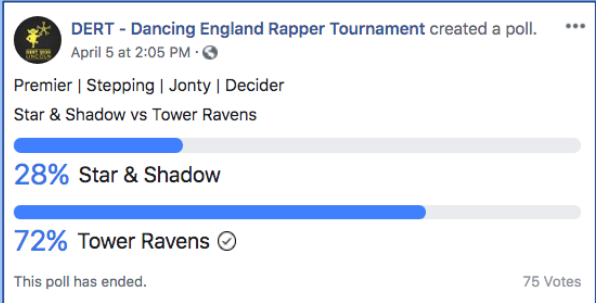 DERT - Dancing England Rapper Tournament created a poll.
April 5 at 2:05 PM ·
Premier | Stepping | Jonty | Decider
Star & Shadow vs Tower Ravens
28% Star & Shadow
72% Tower Ravens
This poll has ended. 75 Votes